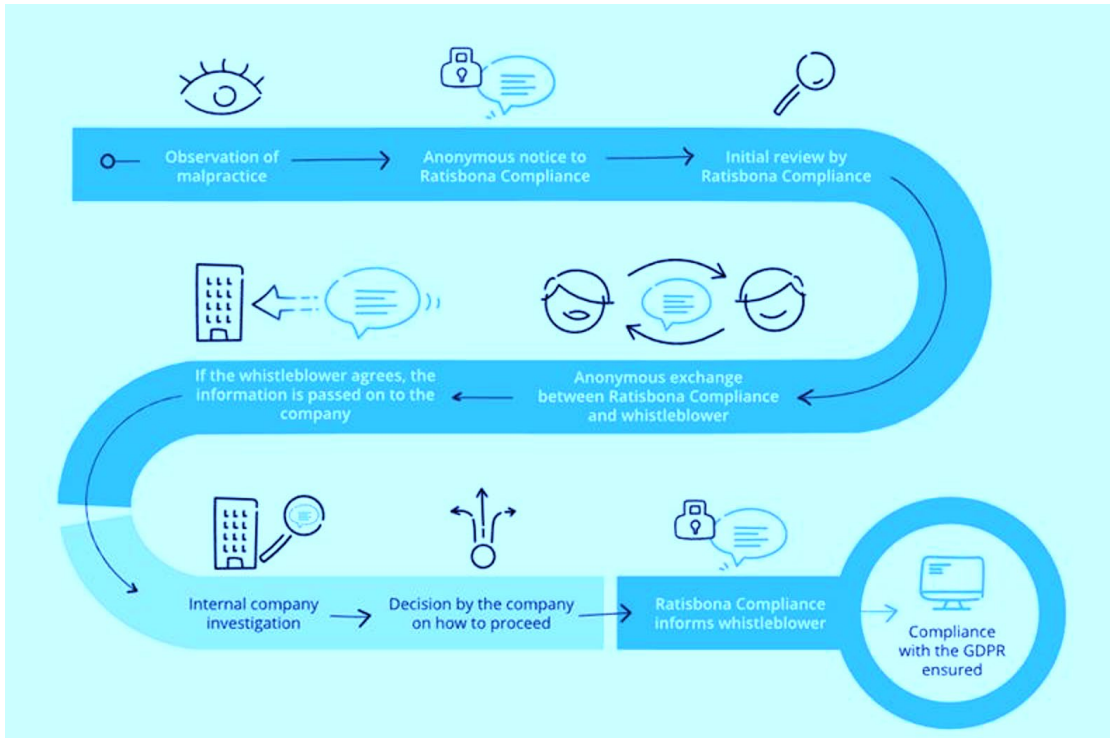 Observation of
malpractice
Anonymous notice to
Ratisbona Compliance
Initial review by
Ratisbona Compliance
If the whistleblower agrees, the
information is passed on to the
company
Anonymous exchange
between Ratisbona Compliance
and whistleblower
Internal company
investigation
Decision by the company
on how to proceed
Ratisbona Compliance
informs whistleblower
Compliance
with the GDPR
ensured